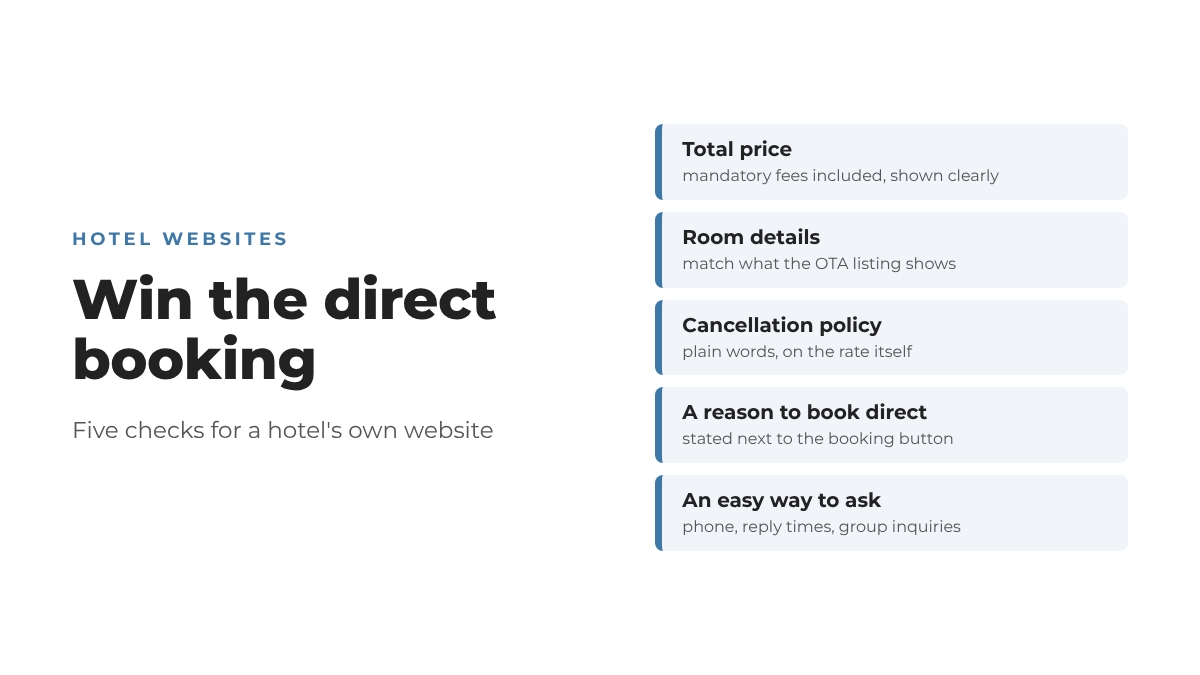 HOTEL WEBSITES
Win the direct
booking
Five checks for a hotel's own website
Total price
mandatory fees included, shown clearly
Room details
match what the OTA listing shows
Cancellation policy
plain words, on the rate itself
A reason to book direct
stated next to the booking button
An easy way to ask
phone, reply times, group inquiries